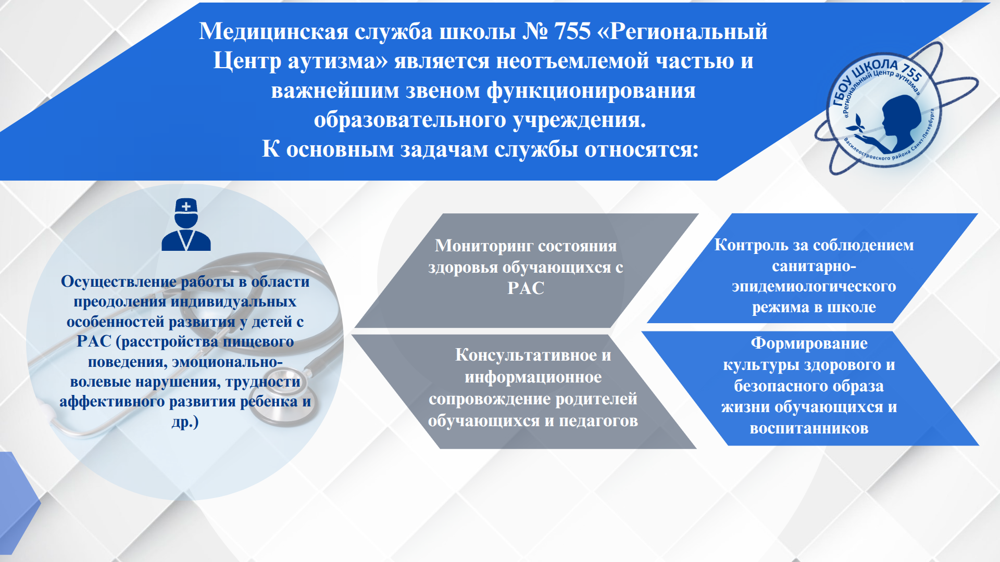 Медицинская служба школы № 755 «Региональный
Центр аутизма» является неотъемлемой частью и
важнейшим звеном функционирования
образовательного учреждения.
К основным задачам службы относятся:
ГБОУ ШКОЛА 755
«Региональный Центр аутизма»
Василеостровского района Санкт-Петербурга
Осуществление работы в области
преодоления индивидуальных
особенностей развития у детей с
РАС (расстройства пищевого
поведения, эмоционально-
волевые нарушения, трудности
аффективного развития ребенка и
др.)
Мониторинг состояния
здоровья обучающихся с
РАС
Контроль за соблюдением
санитарно-
эпидемиологического
режима в школе
Консультативное и
информационное
сопровождение родителей
обучающихся и педагогов
Формирование
культуры здорового и
безопасного образа
жизни обучающихся и
воспитанников